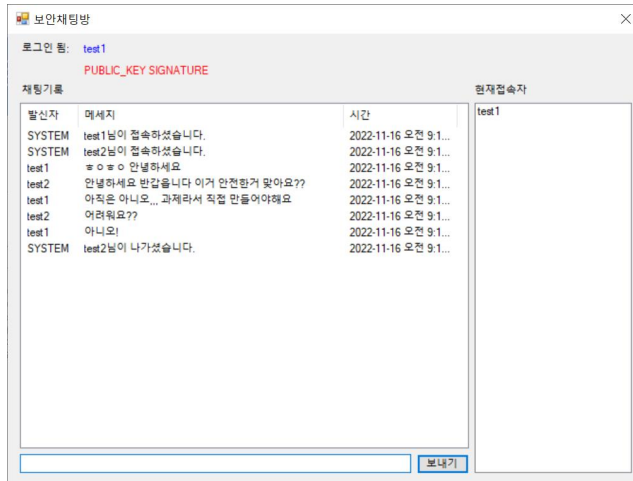 보안채팅방
로그인 됨: test1
PUBLIC_KEY SIGNATURE
채팅기록
현재접속자
발신자 메세지 시간
SYSTEM test1님이 접속하셨습니다. 2022-11-16 오전 9:1...
SYSTEM test2님이 접속하셨습니다. 2022-11-16 오전 9:1...
test1 ㅎㅇㅎㅇ 안녕하세요 2022-11-16 오전 9:1...
test2 안녕하세요 반갑읍니다 이거 안전한거 맞아요?? 2022-11-16 오전 9:1...
test1 아직은 아니오,,, 과제라서 직접 만들어야해요 2022-11-16 오전 9:1...
test2 어려워요?? 2022-11-16 오전 9:1...
test1 아니오! 2022-11-16 오전 9:1...
SYSTEM test2님이 나가셨습니다. 2022-11-16 오전 9:1...
test1
보내기